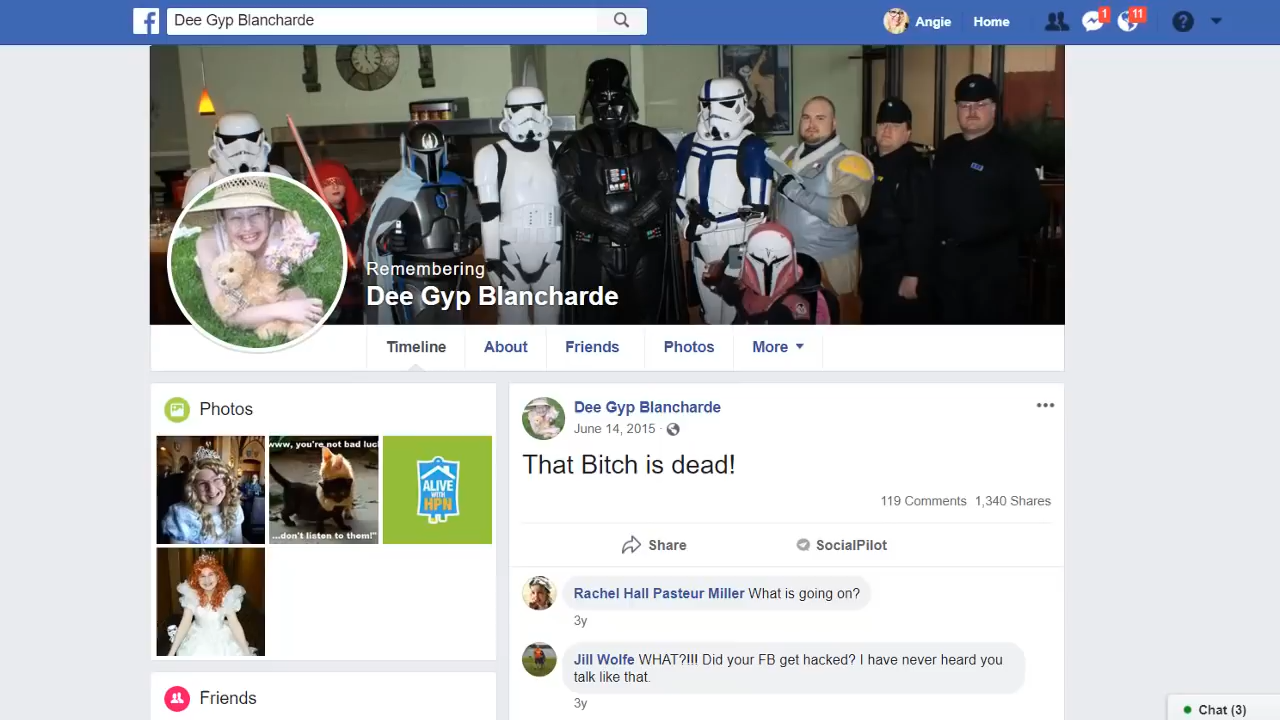 Dee Gyp Blancharde
Angie
Home
1
11
Remembering
Dee Gyp Blancharde
Timeline
About
Friends
Photos
More
Photos
www, you're not bad luck
...don't listen to them!"
ALIVE
WITH
HPN
Friends
Dee Gyp Blancharde
June 14, 2015 ·
That Bitch is dead!
119 Comments 1,340 Shares
Share
SocialPilot
Rachel Hall Pasteur Miller What is going on?
3y
Jill Wolfe WHAT?!!! Did your FB get hacked? I have never heard you
talk like that.
3y
Chat (3)